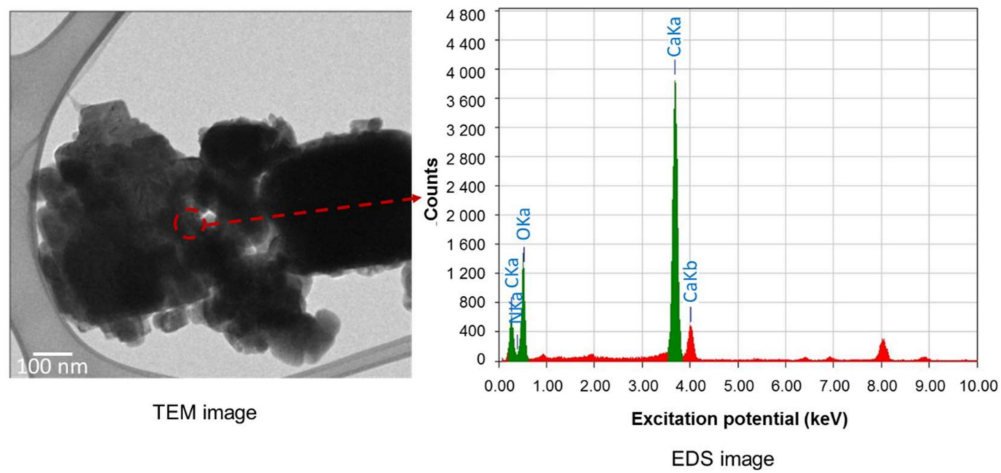 100 nm
TEM image
4 800
4 400
4 000
3 600
3 200
2 800
2 400
2 000
1 600
1 200
800
400
0
Counts
CKa
NKa
OKa
CaKa
CaKb
0.00 1.00 2.00 3.00 4.00 5.00 6.00 7.00 8.00 9.00 10.00
Excitation potential (keV)
EDS image